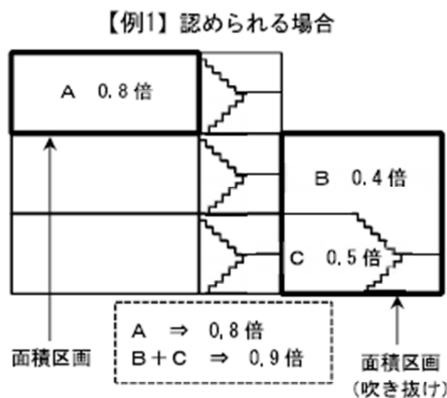 【例1】認められる場合
A 0.8倍
B 0.4倍
C 0.5倍
A ⇒ 0.8倍
B+C ⇒ 0.9倍
面積区画
面積区画
(吹き抜け)